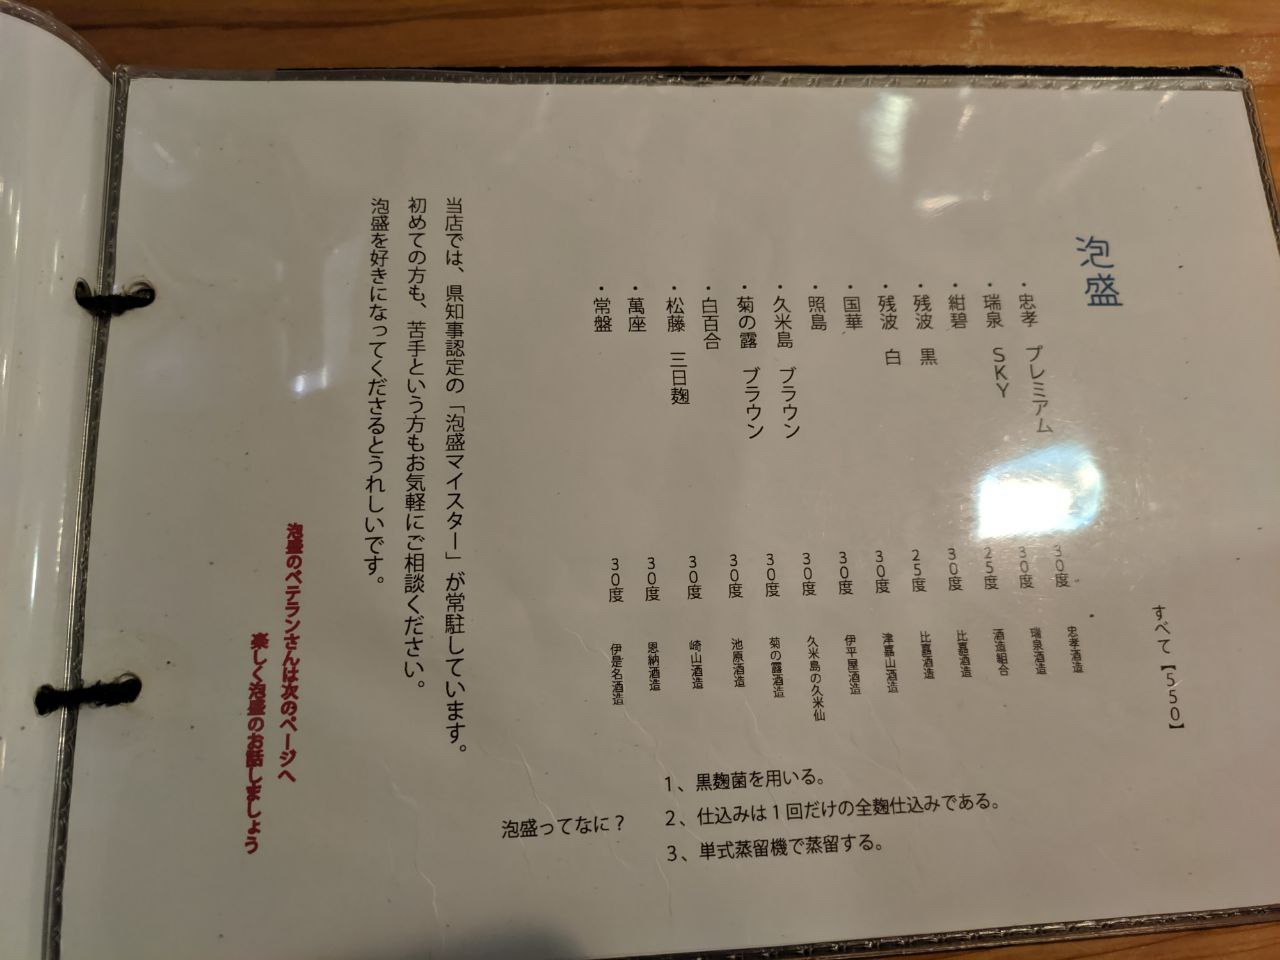 泡盛
すべて【550】
・忠孝 プレミアム 30度 忠孝酒造
・瑞泉 SKY 30度 瑞泉酒造
・紺碧 25度 酒造組合
・残波 黒 30度 比嘉酒造
・残波 白 25度 比嘉酒造
・国華 30度 津嘉山酒造
・照島 30度 伊平屋酒造
・久米島 ブラウン 30度 久米島の久米仙
・菊の露 ブラウン 30度 菊の露酒造
・白百合 30度 池原酒造
・松藤 三日麹 30度 崎山酒造
・萬座 30度 恩納酒造
・常盤 30度 伊是名酒造
当店では、県知事認定の「泡盛マイスター」が常駐しています。
初めての方も、苦手という方もお気軽にご相談ください。
泡盛を好きになってくださるとうれしいです。
泡盛のベテランさんは次のページへ
楽しく泡盛のお話しましょう
泡盛ってなに？
1、黒麹菌を用いる。
2、仕込みは1回だけの全麹仕込みである。
3、単式蒸留機で蒸留する。